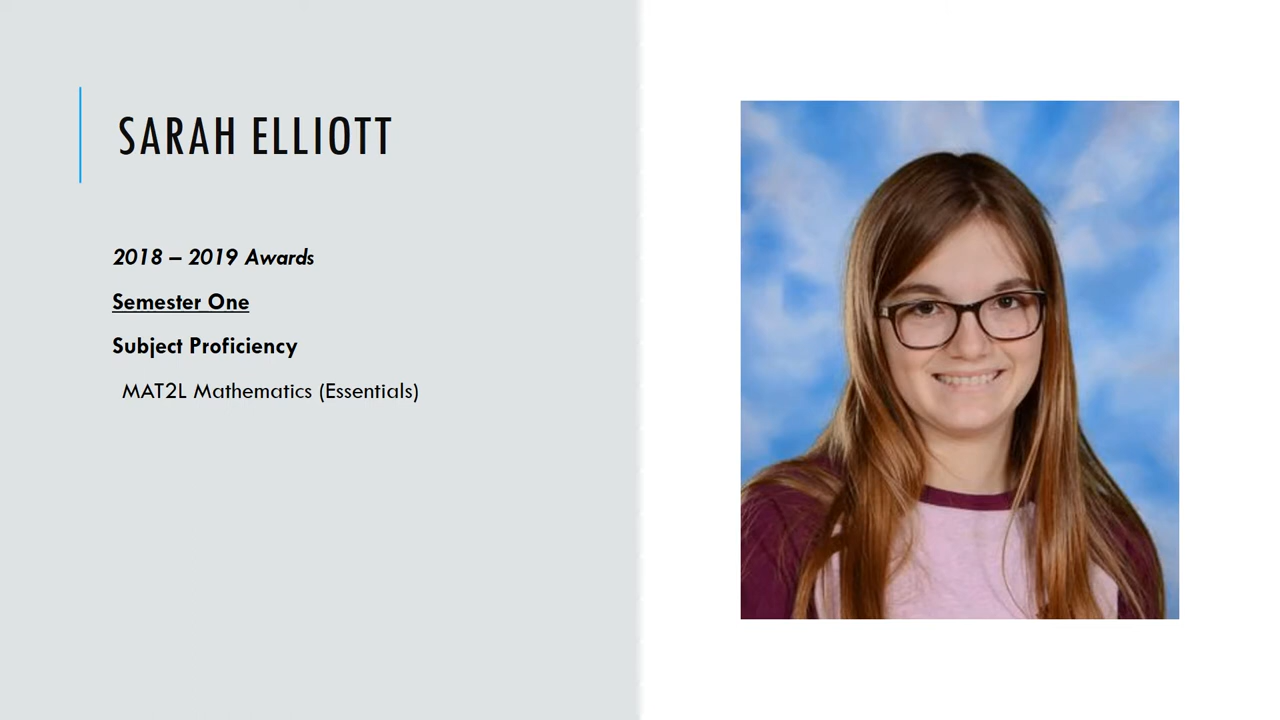 SARAH ELLIOTT
2018 – 2019 Awards
Semester One
Subject Proficiency
MAT2L Mathematics (Essentials)